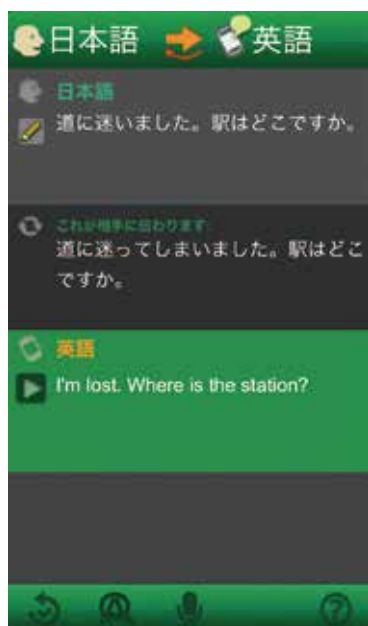 日本語 英語
日本語
道に迷いました。駅はどこですか。
これが相手に伝わります
道に迷ってしまいました。駅はどこ
ですか。
英語
I'm lost. Where is the station?